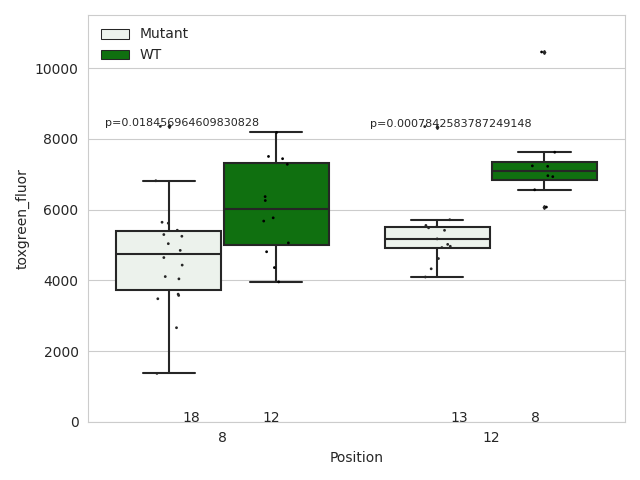 Mutant
WT
p=0.018456964609830828
p=0.0007842583787249148
10000
8000
6000
4000
2000
0
toxgreen_fluor
18 12 13 8
8 12
Position